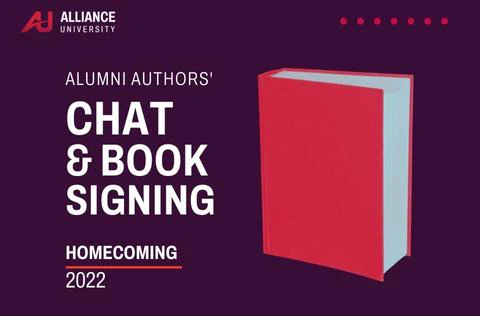 ALLIANCE
UNIVERSITY
ALUMNI AUTHORS'
CHAT
& BOOK
SIGNING
HOMECOMING
2022